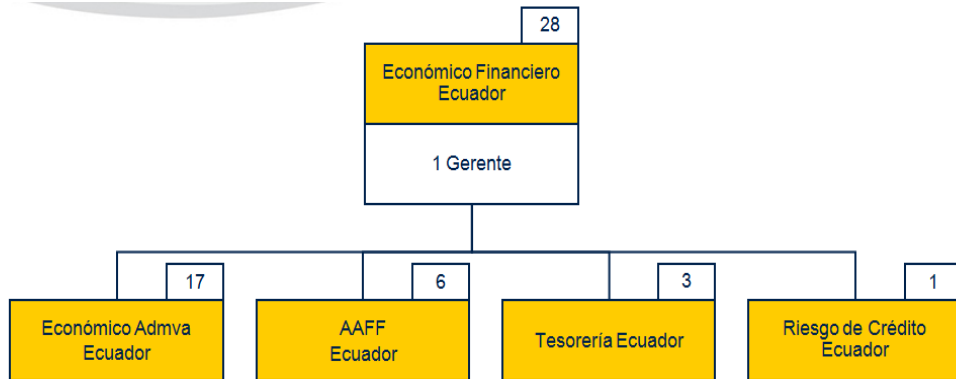 28
Económico Financiero
Ecuador
1 Gerente
17
6
3
1
Económico Admva
Ecuador
AAFF
Ecuador
Tesorería Ecuador
Riesgo de Crédito
Ecuador